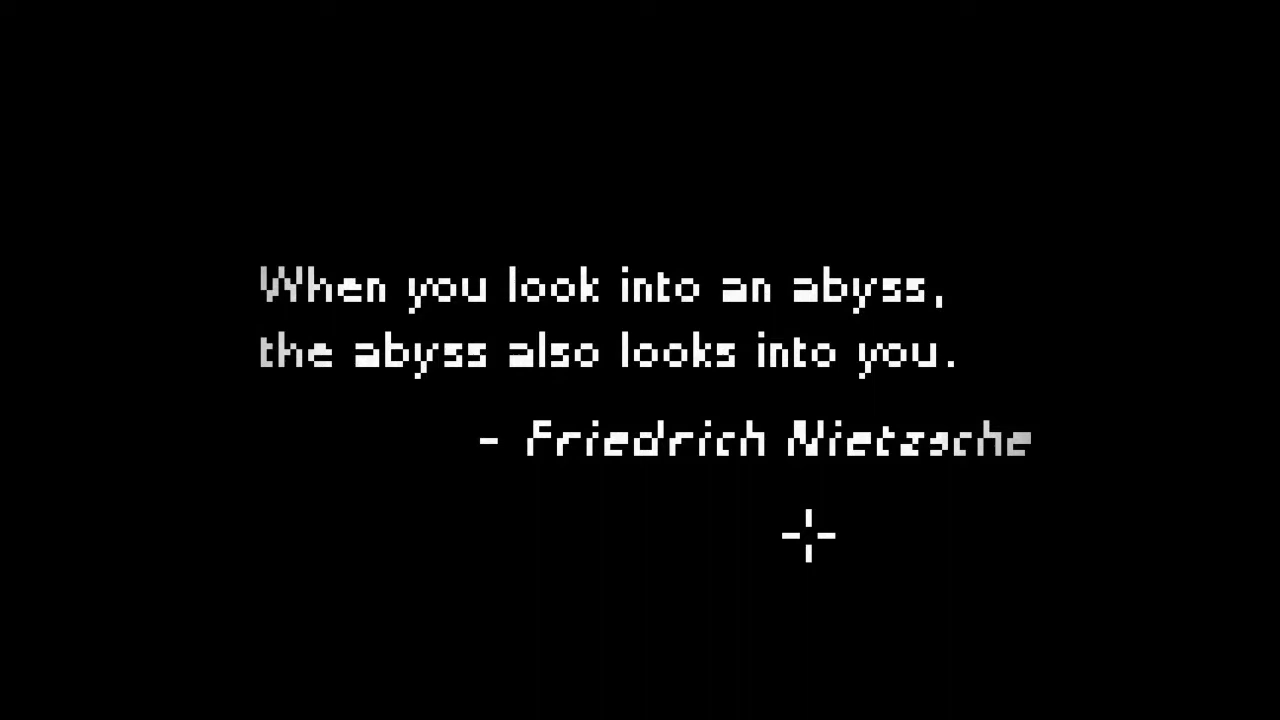 When you look into an abyss,
the abyss also looks into you.
- Friedrich Nietzsche